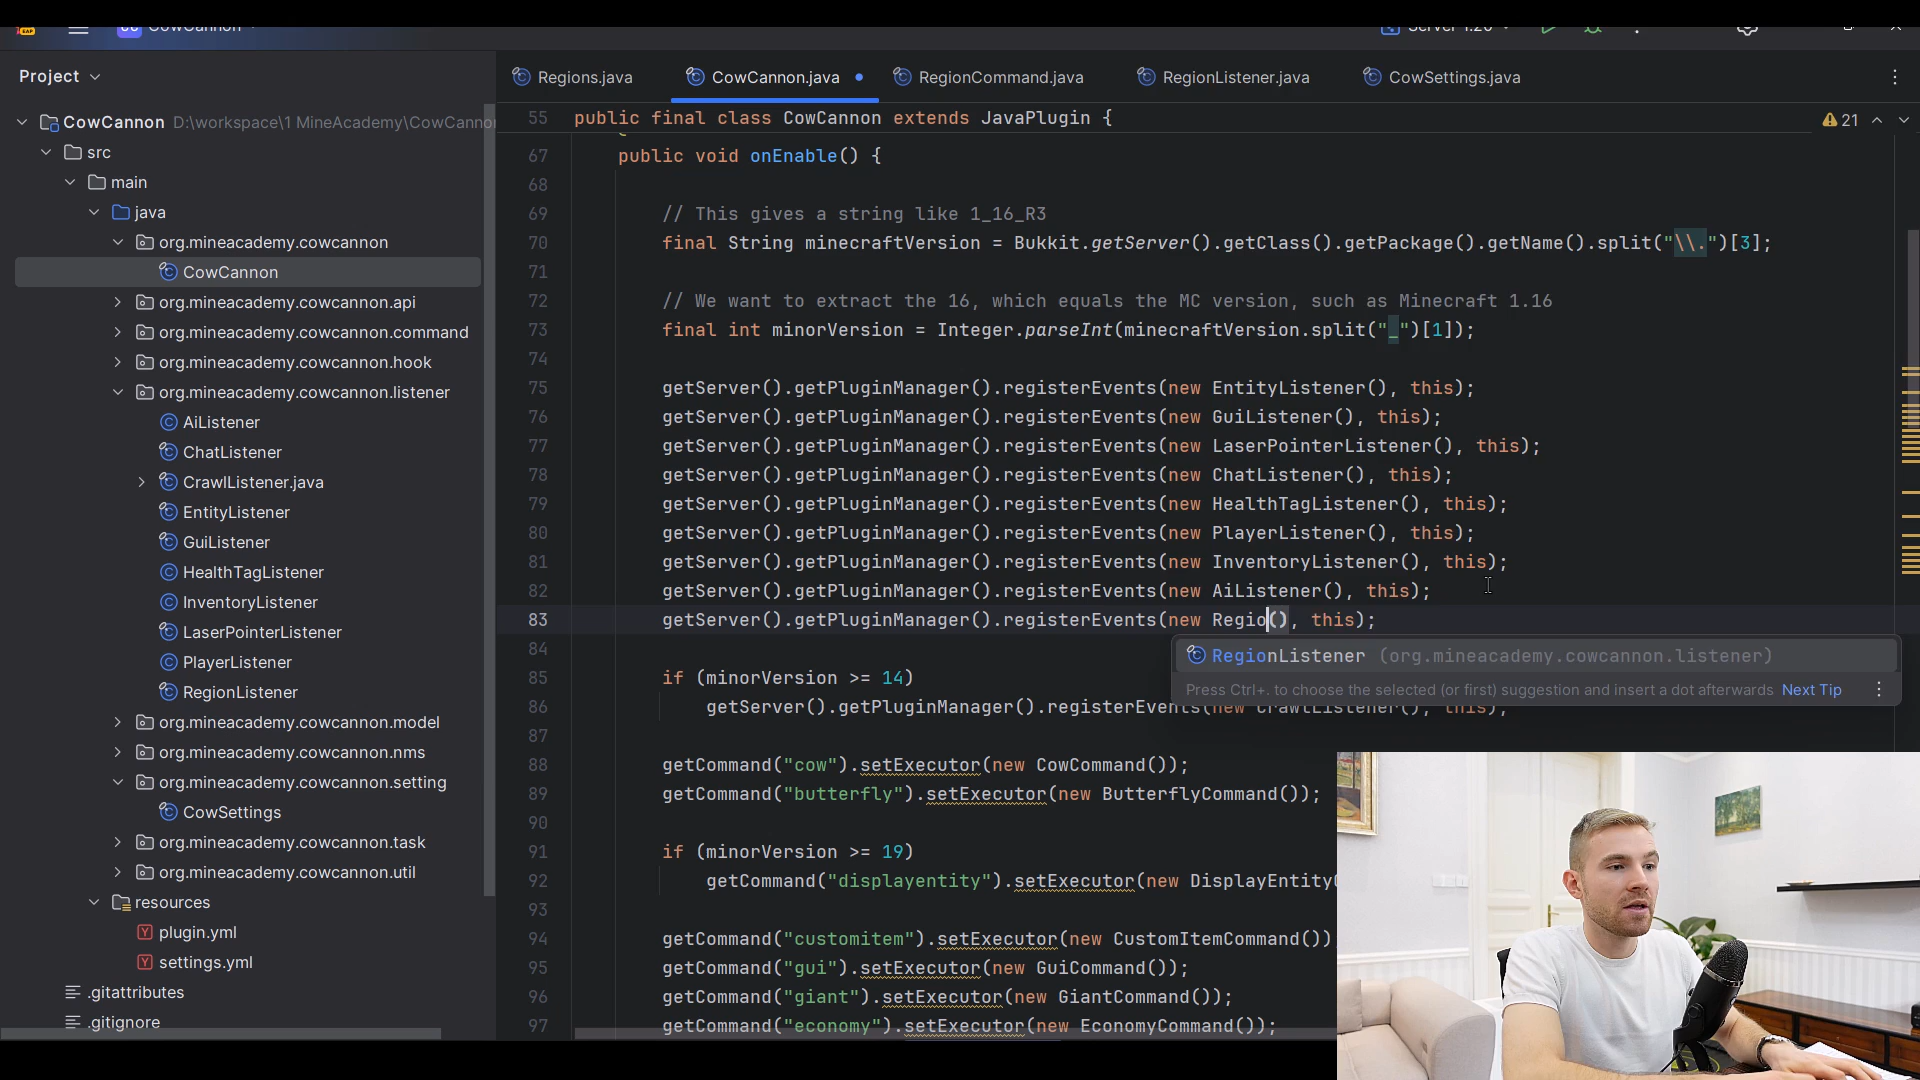 CowCannon
Server 1.20
Project
Regions.java
CowCannon.java
RegionCommand.java
RegionListener.java
CowSettings.java
CowCannon D:\workspace\1 MineAcademy\CowCanno
src
main
java
org.mineacademy.cowcannon
CowCannon
org.mineacademy.cowcannon.api
org.mineacademy.cowcannon.command
org.mineacademy.cowcannon.hook
org.mineacademy.cowcannon.listener
AiListener
ChatListener
CrawlListener.java
EntityListener
GuiListener
HealthTagListener
InventoryListener
LaserPointerListener
PlayerListener
RegionListener
org.mineacademy.cowcannon.model
org.mineacademy.cowcannon.nms
org.mineacademy.cowcannon.setting
CowSettings
org.mineacademy.cowcannon.task
org.mineacademy.cowcannon.util
resources
plugin.yml
settings.yml
.gitattributes
.gitignore
55 public final class CowCannon extends JavaPlugin {
21
67 public void onEnable() {
68
69 // This gives a string like 1_16_R3
70 final String minecraftVersion = Bukkit.getServer().getClass().getPackage().getName().split("\\.")[3];
71
72 // We want to extract the 16, which equals the MC version, such as Minecraft 1.16
73 final int minorVersion = Integer.parseInt(minecraftVersion.split("_")[1]);
74
75 getServer().getPluginManager().registerEvents(new EntityListener(), this);
76 getServer().getPluginManager().registerEvents(new GuiListener(), this);
77 getServer().getPluginManager().registerEvents(new LaserPointerListener(), this);
78 getServer().getPluginManager().registerEvents(new ChatListener(), this);
79 getServer().getPluginManager().registerEvents(new HealthTagListener(), this);
80 getServer().getPluginManager().registerEvents(new PlayerListener(), this);
81 getServer().getPluginManager().registerEvents(new InventoryListener(), this);
82 getServer().getPluginManager().registerEvents(new AiListener(), this);
83 getServer().getPluginManager().registerEvents(new Regio(), this);
84
RegionListener (org.mineacademy.cowcannon.listener)
Press Ctrl+. to choose the selected (or first) suggestion and insert a dot afterwards Next Tip
85 if (minorVersion >= 14)
86 getServer().getPluginManager().registerEvents(new CrawlListener(), this);
87
88 getCommand("cow").setExecutor(new CowCommand());
89 getCommand("butterfly").setExecutor(new ButterflyCommand());
90
91 if (minorVersion >= 19)
92 getCommand("displayentity").setExecutor(new DisplayEntity
93
94 getCommand("customitem").setExecutor(new CustomItemCommand())
95 getCommand("gui").setExecutor(new GuiCommand());
96 getCommand("giant").setExecutor(new GiantCommand());
97 getCommand("economy").setExecutor(new EconomyCommand());